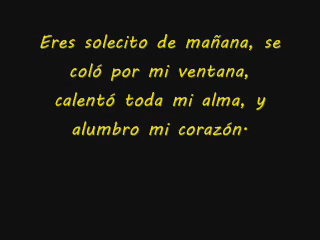 Eres solecito de mañana, se
coló por mi ventana,
calentó toda mi alma, y
alumbro mi corazón.